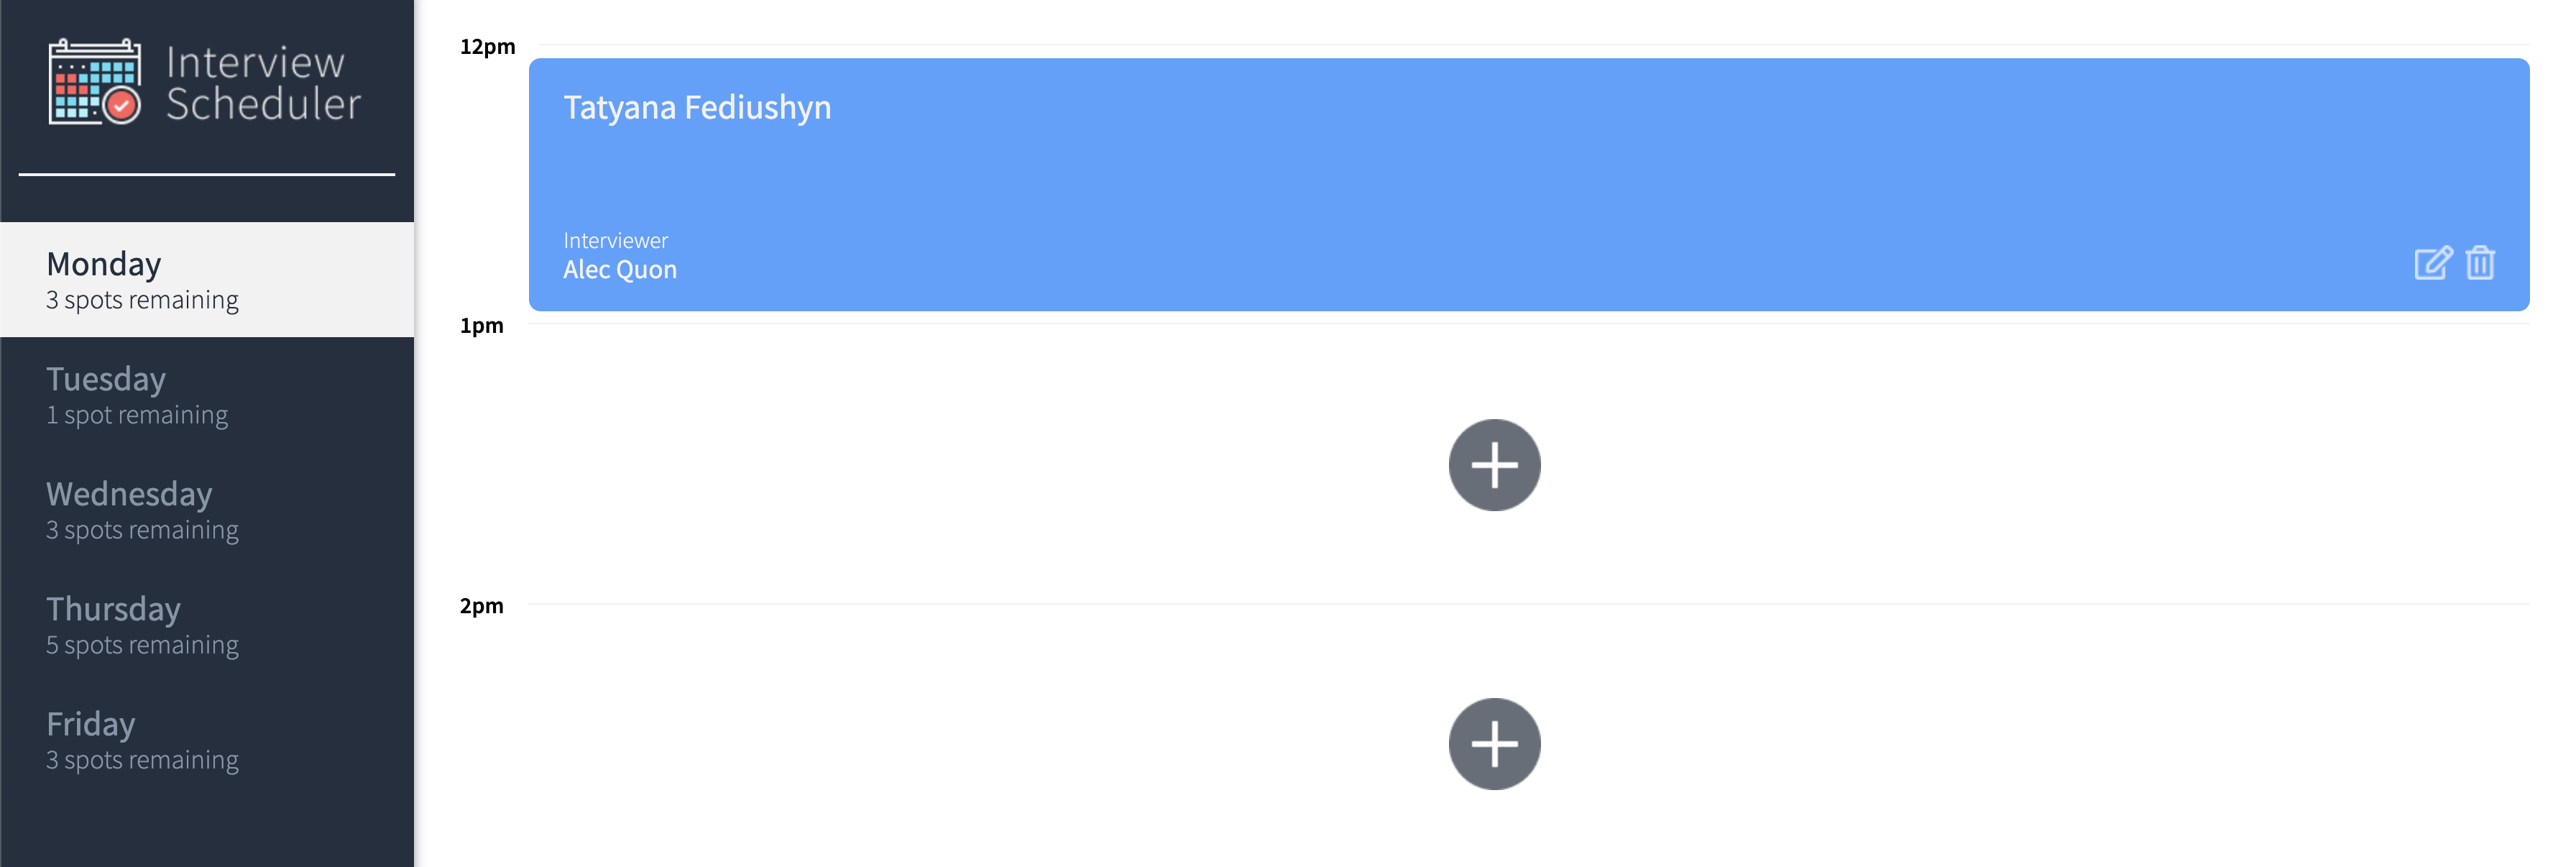 Interview
Scheduler
Monday
3 spots remaining
Tuesday
1 spot remaining
Wednesday
3 spots remaining
Thursday
5 spots remaining
Friday
3 spots remaining
12pm
Tatyana Fediushyn
Interviewer
Alec Quon
1pm
2pm